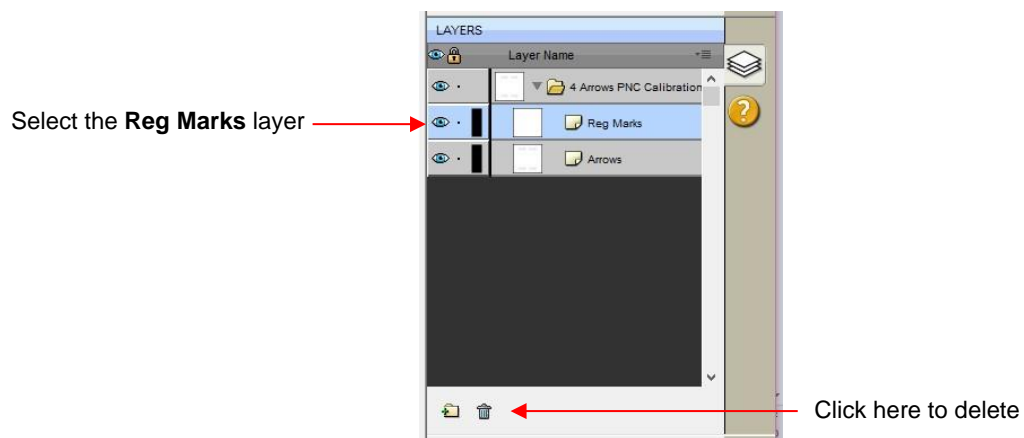 LAYERS
Layer Name
4 Arrows PNC Calibration
Select the Reg Marks layer
Reg Marks
Arrows
Click here to delete